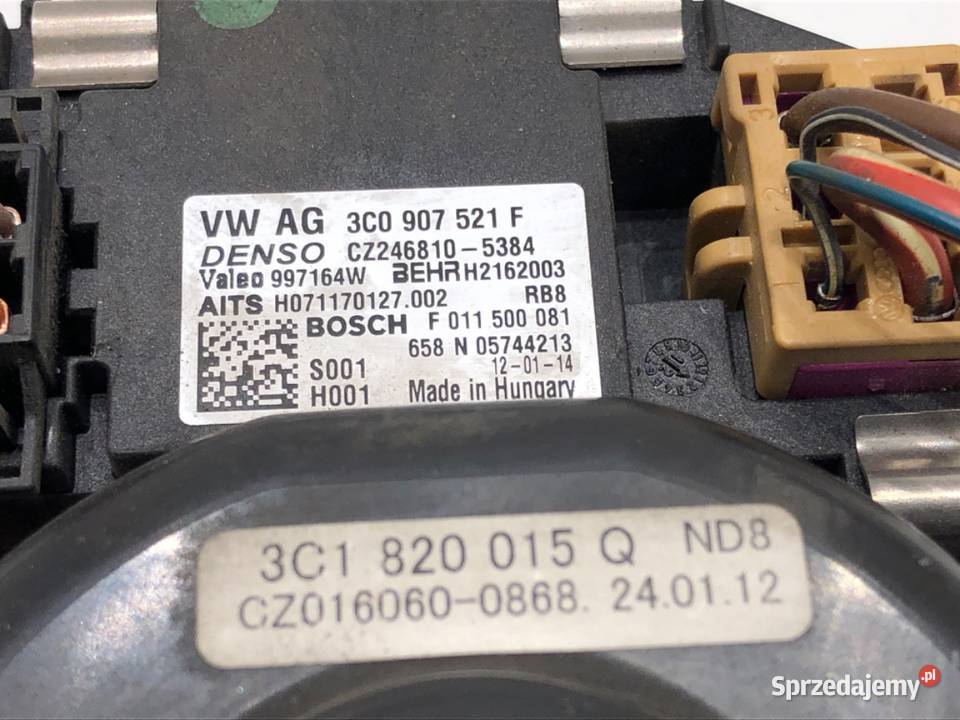 VW AG 3C0 907 521 F
DENSO CZ246810-5384
Valeo 997164W BEHR H2162003
AITS H071170127.002 RB8
BOSCH F 011 500 081
658 N 05744213
S001 12-01-14
H001 Made in Hungary
3
2
3C1 820 015 Q ND8
CZ016060-0868. 24.01.12
Sprzedajemy.pl